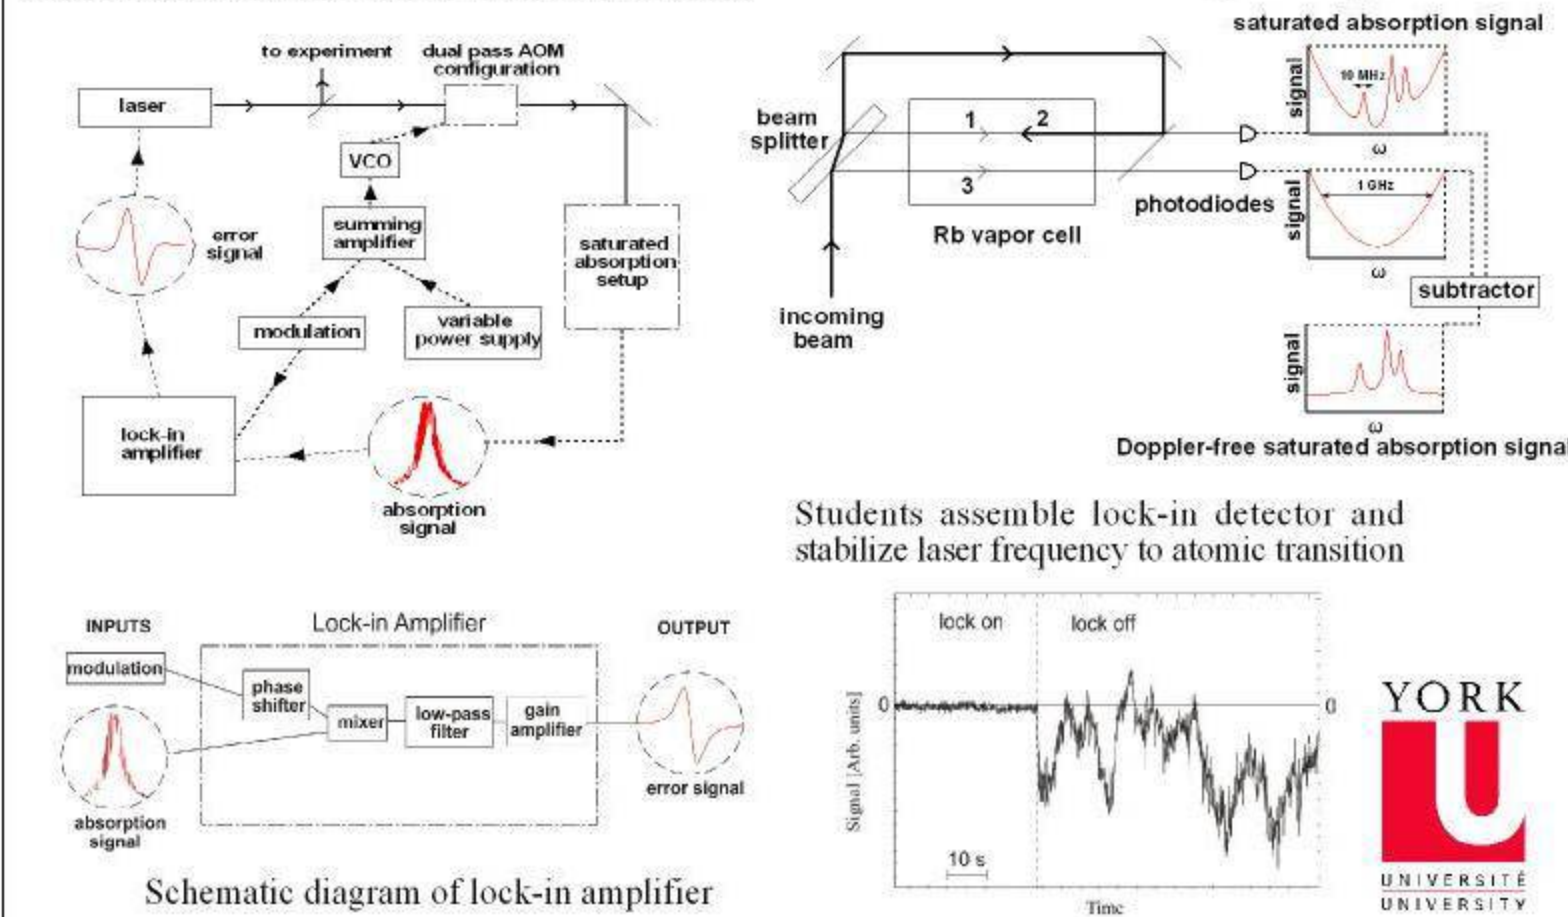 to experiment
dual pass AOM
configuration
laser
VCO
error
signal
summing
amplifier
saturated
absorption
setup
modulation
variable
power supply
lock-in
amplifier
absorption
signal
saturated absorption signal
signal
10 MHz
ω
beam
splitter
1
2
3
Rb vapor cell
photodiodes
signal
1 GHz
ω
subtractor
incoming
beam
signal
ω
Doppler-free saturated absorption signal
Students assemble lock-in detector and
stabilize laser frequency to atomic transition
INPUTS
Lock-in Amplifier
OUTPUT
modulation
phase
shifter
mixer
low-pass
filter
gain
amplifier
error signal
absorption
signal
Schematic diagram of lock-in amplifier
lock on
lock off
0
0
Signal [Arb. units]
10 s
Time
YORK
U
UNIVERSITÉ
UNIVERSITY